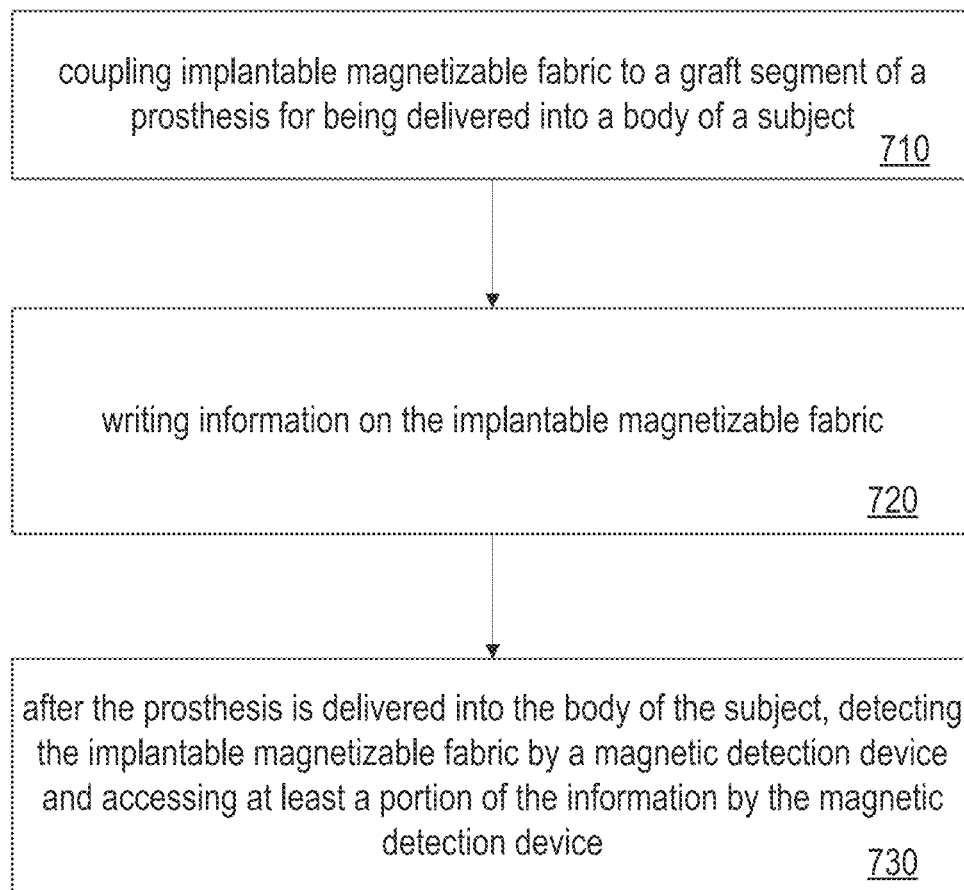 coupling implantable magnetizable fabric to a graft segment of a
prosthesis for being delivered into a body of a subject
710
writing information on the implantable magnetizable fabric
720
after the prosthesis is delivered into the body of the subject, detecting
the implantable magnetizable fabric by a magnetic detection device
and accessing at least a portion of the information by the magnetic
detection device
730